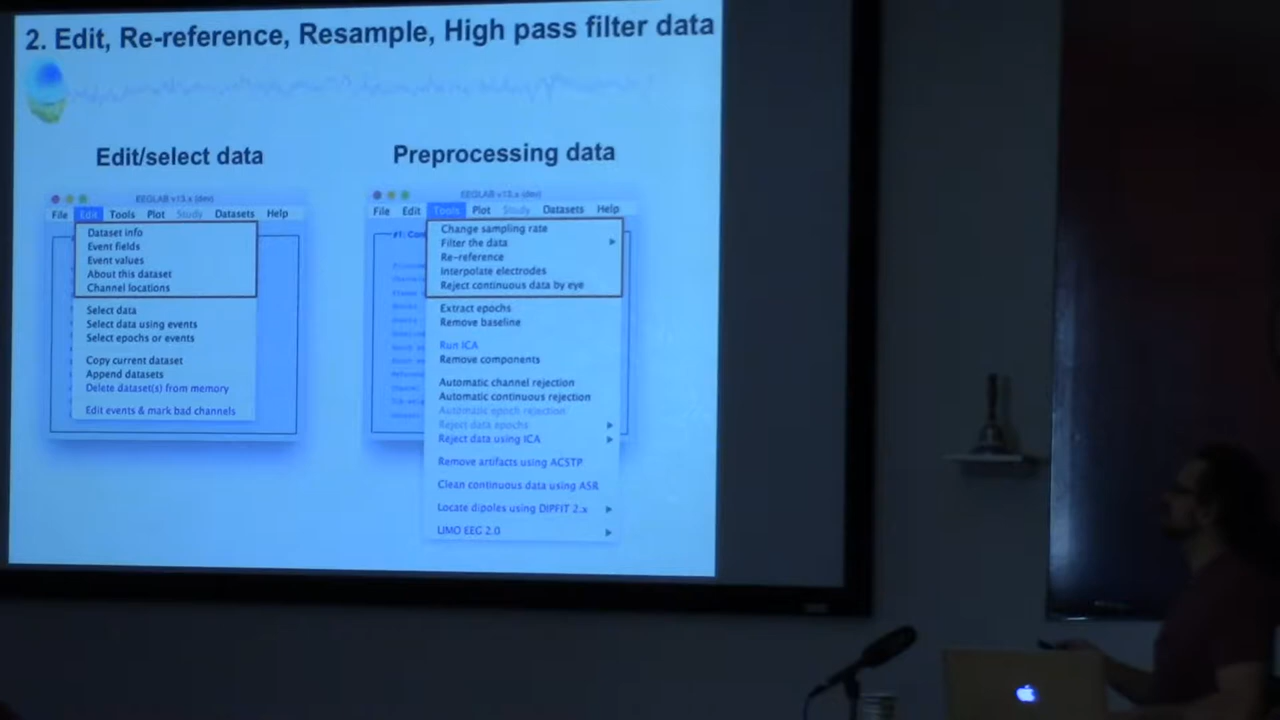 2. Edit, Re-reference, Resample, High pass filter data
Edit/select data
EEGLAB v13.x (dev)
File Edit Tools Plot Study Datasets Help
Dataset info
Event fields
Event values
About this dataset
Channel locations
Select data
Select data using events
Select epochs or events
Copy current dataset
Append datasets
Delete dataset(s) from memory
Edit events & mark bad channels
Preprocessing data
EEGLAB v13.x (dev)
File Edit Tools Plot Study Datasets Help
Change sampling rate
Filter the data
Re-reference
Interpolate electrodes
Reject continuous data by eye
Extract epochs
Remove baseline
Run ICA
Remove components
Automatic channel rejection
Automatic continuous rejection
Automatic epoch rejection
Reject data epochs
Reject data using ICA
Remove artifacts using ACSTP
Clean continuous data using ASR
Locate dipoles using DIPFIT 2.x
LIMO EEG 2.0